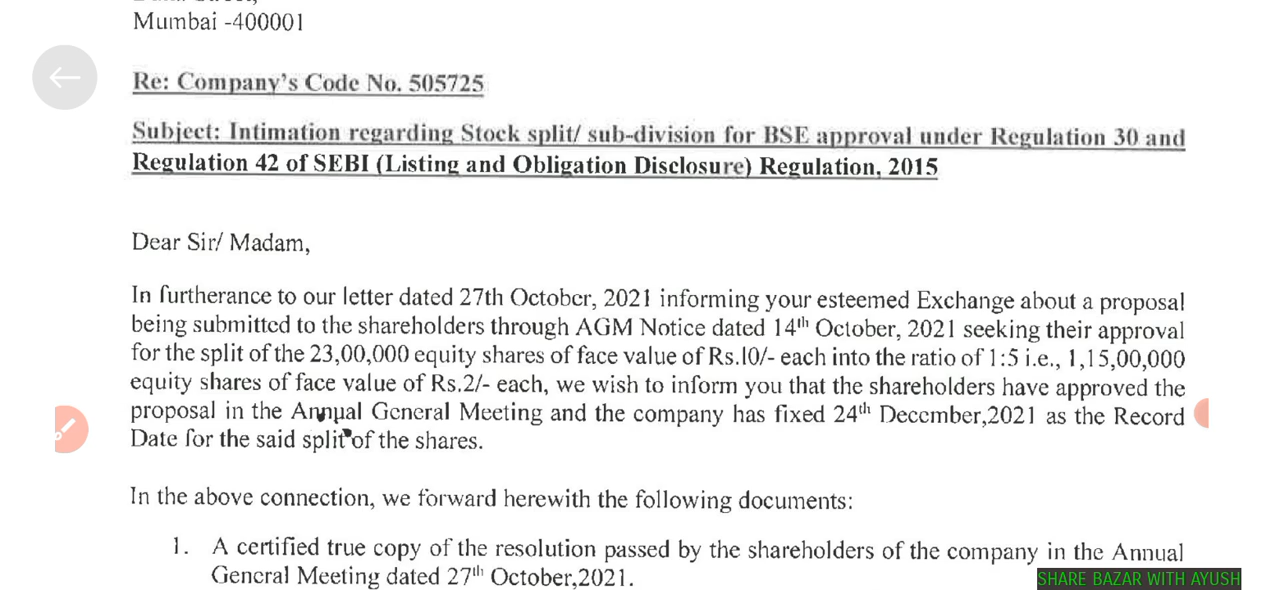 Mumbai -400001
Re: Company's Code No. 505725
Subject: Intimation regarding Stock split/ sub-division for BSE approval under Regulation 30 and
Regulation 42 of SEBI (Listing and Obligation Disclosure) Regulation, 2015
Dear Sir/ Madam,
In furtherance to our letter dated 27th October, 2021 informing your esteemed Exchange about a proposal
being submitted to the shareholders through AGM Notice dated 14th October, 2021 seeking their approval
for the split of the 23,00,000 equity shares of face value of Rs.10/- each into the ratio of 1:5 i.e., 1,15,00,000
equity shares of face value of Rs.2/- each, we wish to inform you that the shareholders have approved the
proposal in the Annual General Meeting and the company has fixed 24th December,2021 as the Record
Date for the said split of the shares.
In the above connection, we forward herewith the following documents:
1. A certified true copy of the resolution passed by the shareholders of the company in the Annual
General Meeting dated 27th October,2021.
SHARE BAZAR WITH AYUSH